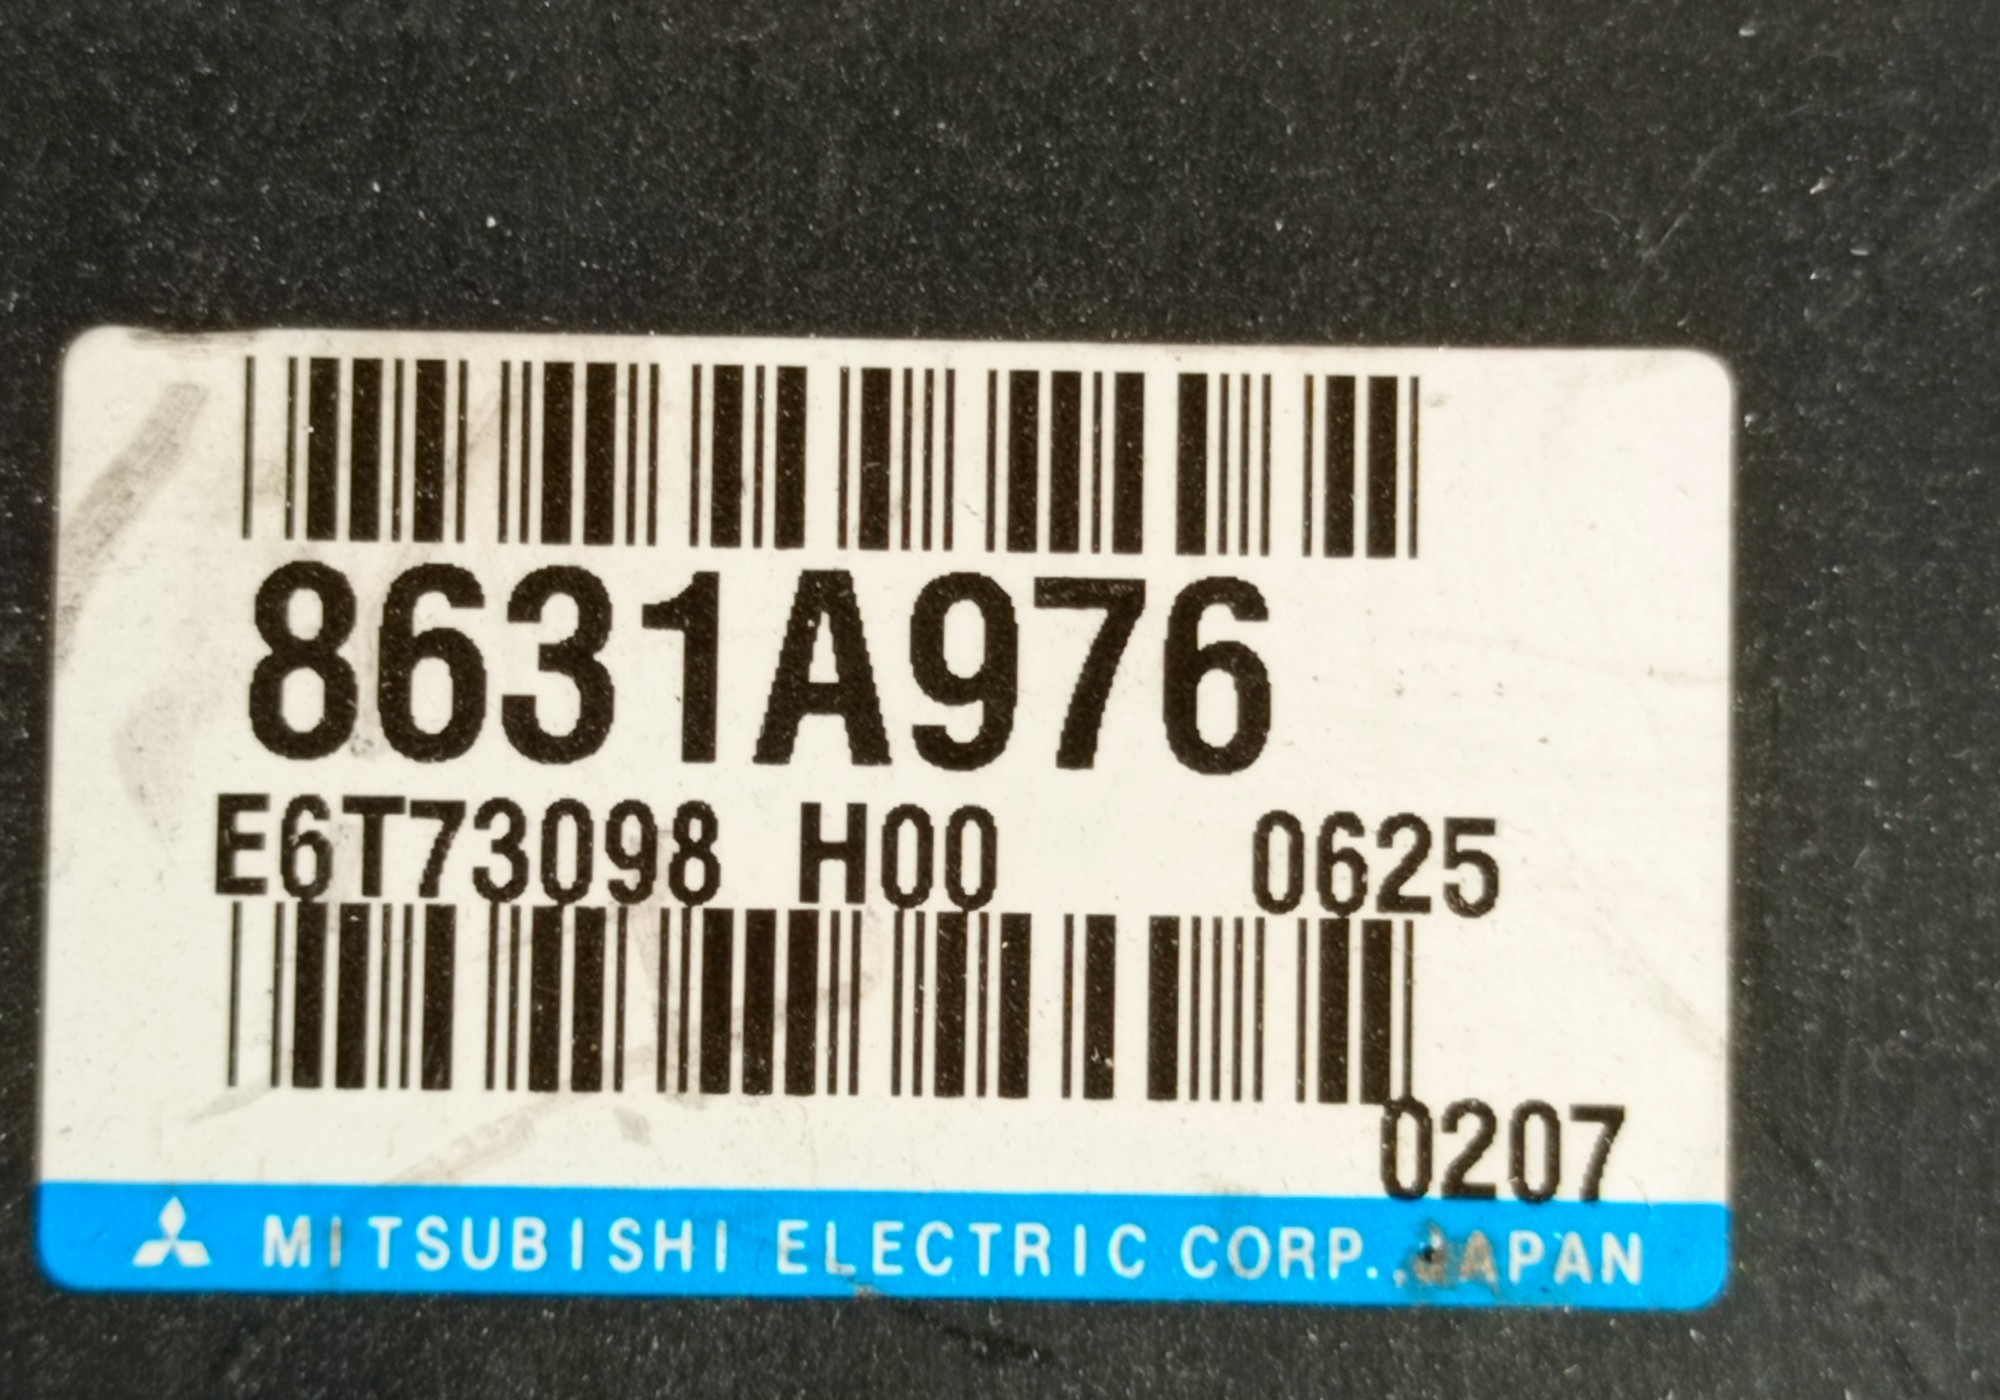 8631A976
E6T73098 H00 0625
0207
MITSUBISHI ELECTRIC CORP.,JAPAN